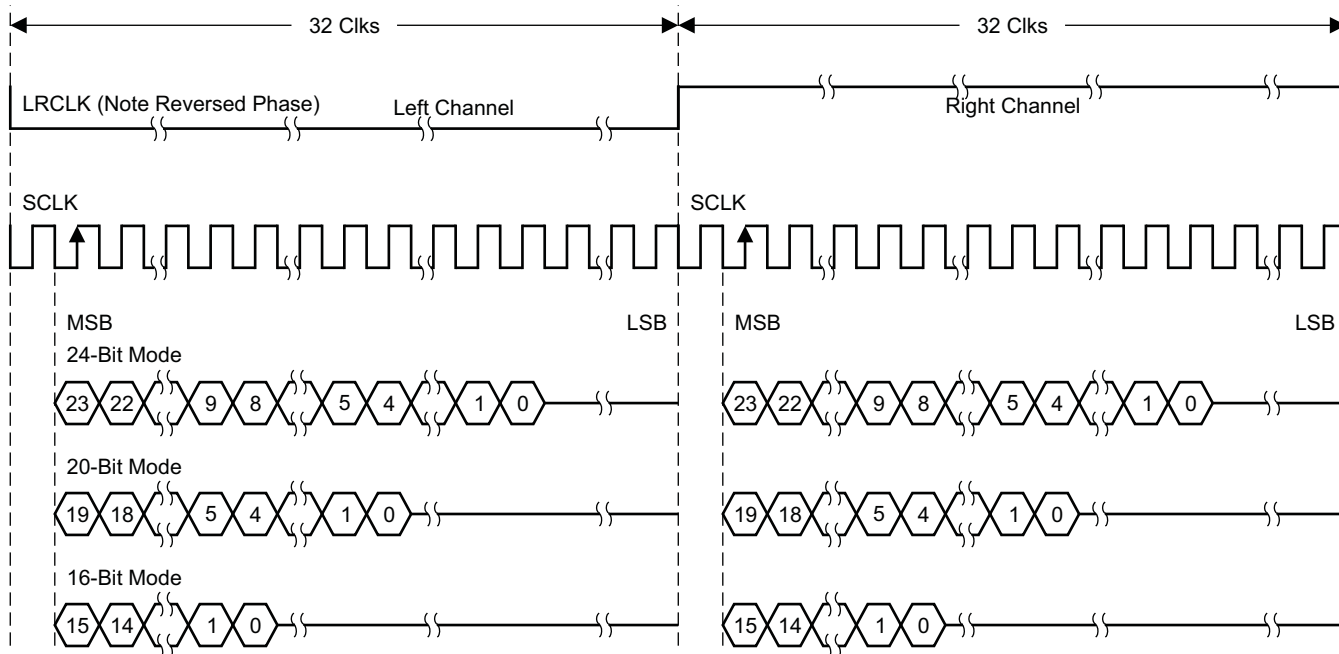 32 Clks 32 Clks
LRCLK (Note Reversed Phase) Left Channel Right Channel
SCLK SCLK
MSB LSB MSB LSB
24-Bit Mode
23 22 9 8 5 4 1 0 23 22 9 8 5 4 1 0
20-Bit Mode
19 18 5 4 1 0 19 18 5 4 1 0
16-Bit Mode
15 14 1 0 15 14 1 0